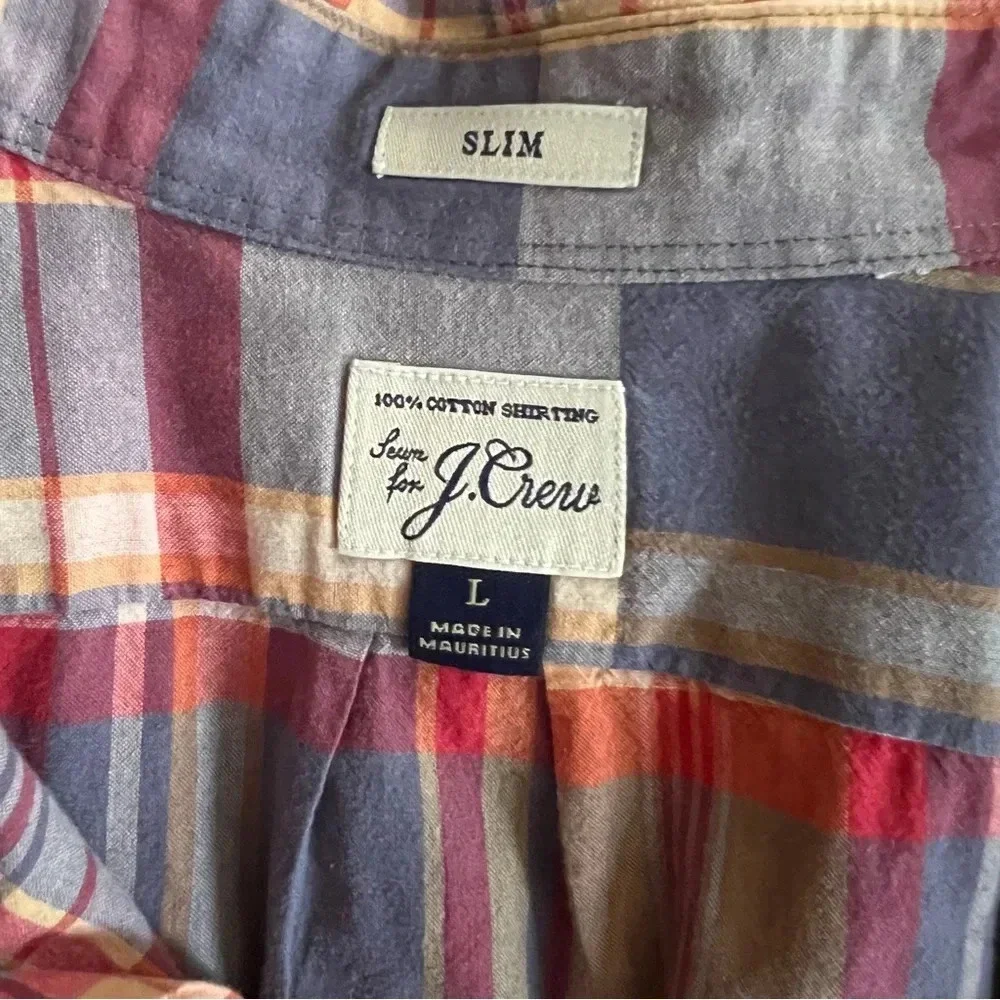 SLIM
100% COTTON SHIRTING
Sewn
for J.Crew
L
MADE IN
MAURITIUS